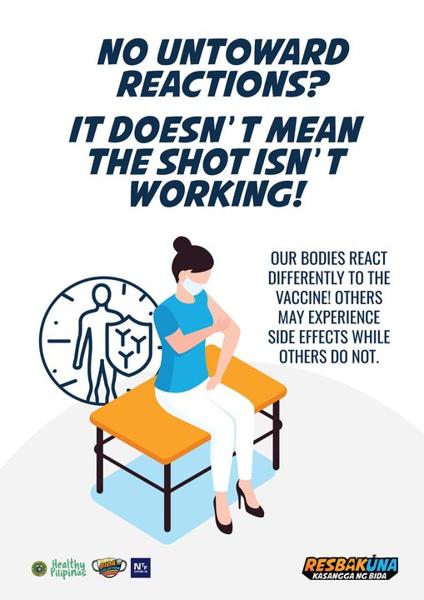 NO UNTOWARD
REACTIONS?
IT DOESN'T MEAN
THE SHOT ISN'T
WORKING!
OUR BODIES REACT
DIFFERENTLY TO THE
VACCINE! OTHERS
MAY EXPERIENCE
SIDE EFFECTS WHILE
OTHERS DO NOT.
Healthy
Pilipinas
BIDA
RESBAKUNA
KASANGGA NG BIDA